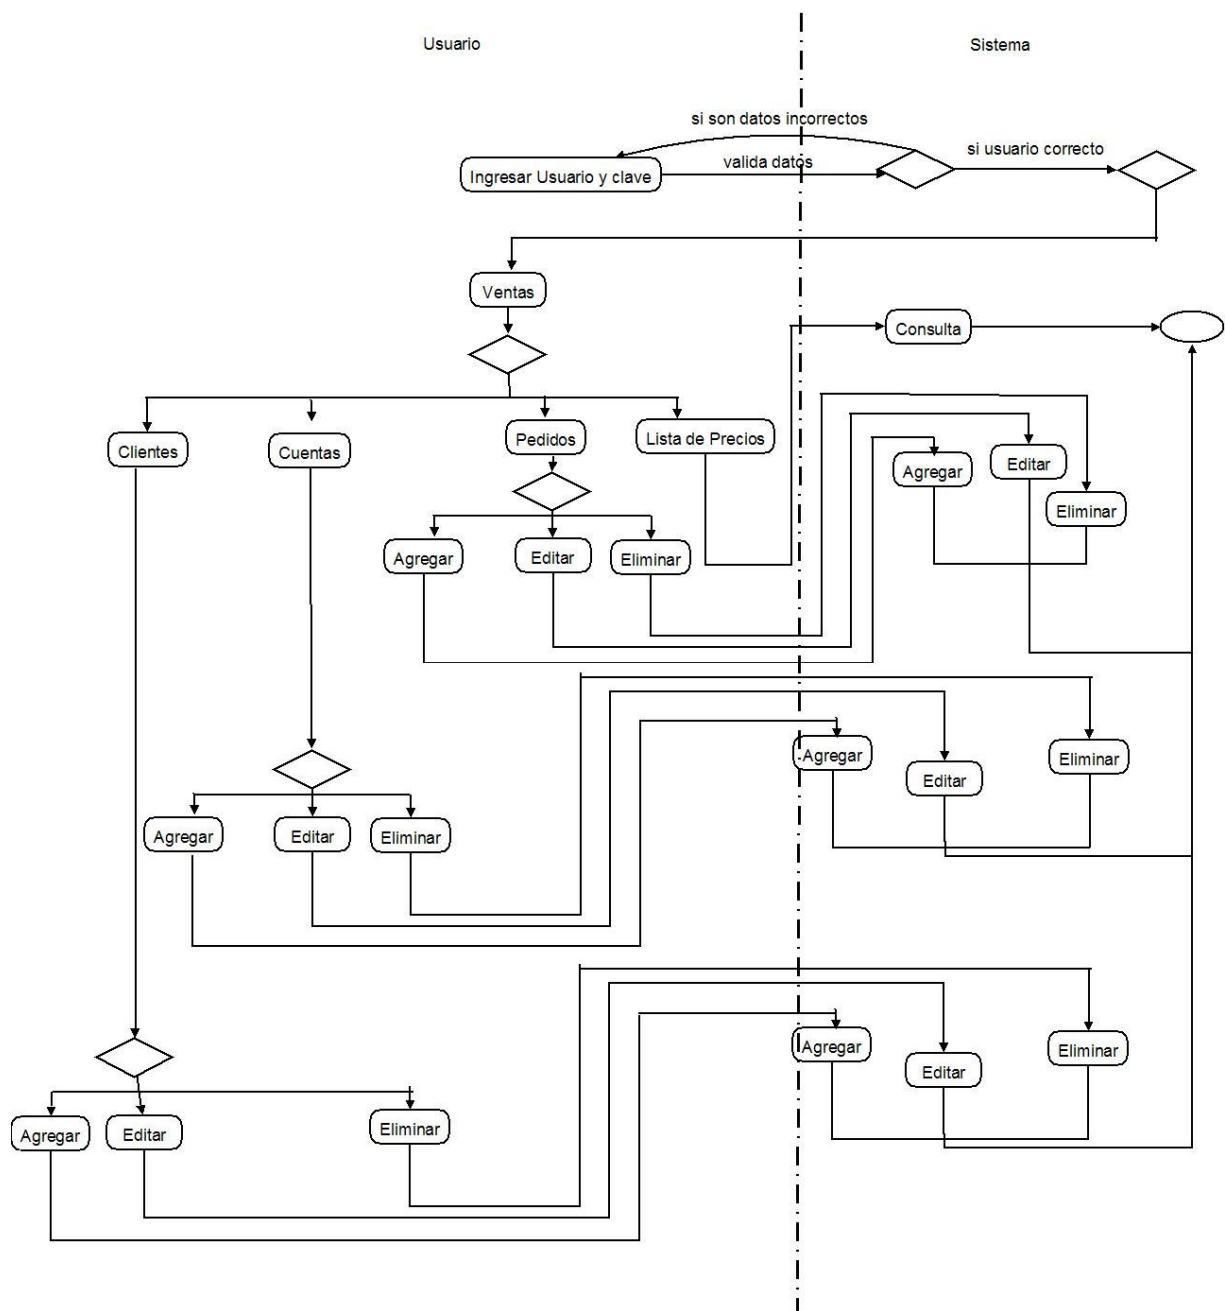 Usuario
Sistema
si son datos incorrectos
si usuario correcto
valida datos
Ingresar Usuario y clave
Ventas
Consulta
Clientes
Cuentas
Pedidos
Lista de Precios
Agregar
Editar
Eliminar
Agregar
Editar
Eliminar
Agregar
Editar
Eliminar
Agregar
Editar
Eliminar
Agregar
Editar
Eliminar
Agregar
Editar
Eliminar